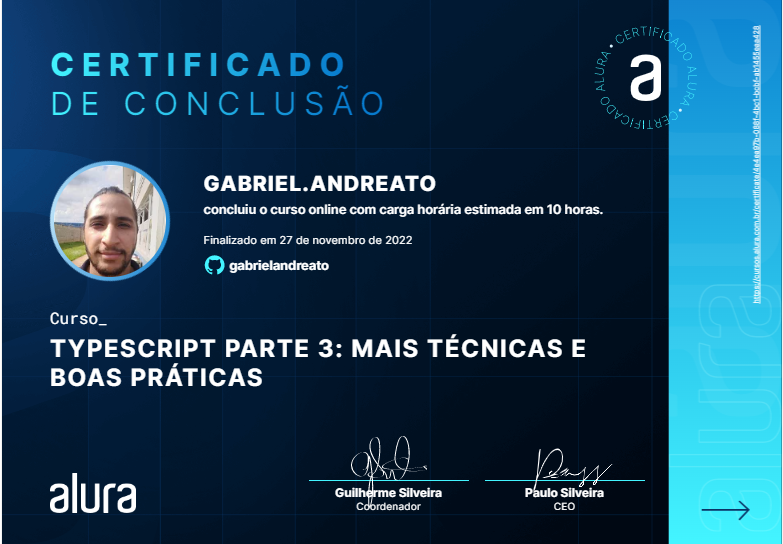 CERTIFICADO
DE CONCLUSÃO
CERTIFICADO ALURA • CERTIFICADO ALURA •
a
GABRIEL.ANDREATO
concluiu o curso online com carga horária estimada em 10 horas.
Finalizado em 27 de novembro de 2022
gabrielandreato
Curso_
TYPESCRIPT PARTE 3: MAIS TÉCNICAS E
BOAS PRÁTICAS
alura
Guilherme Silveira
Coordenador
Paulo Silveira
CEO
alura